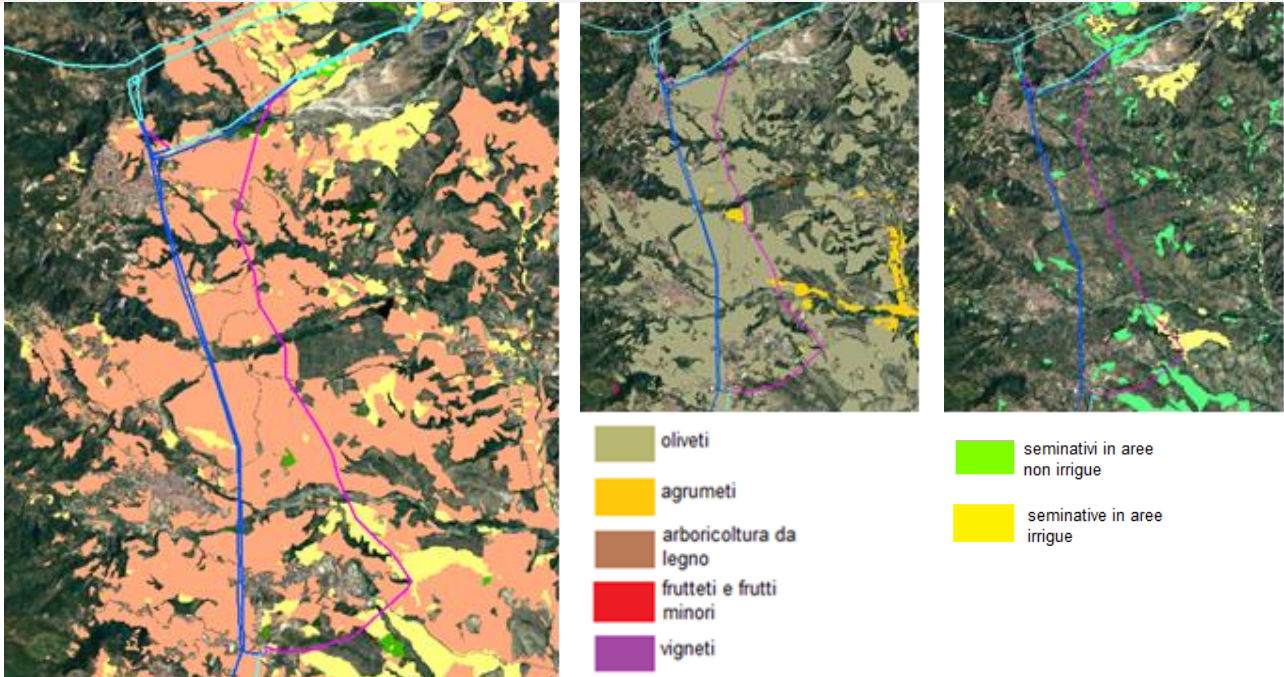 oliveti
agrumeti
arboricoltura da
legno
frutteti e frutti
minori
vigneti
seminativi in aree
non irrigue
seminative in aree
irrigue